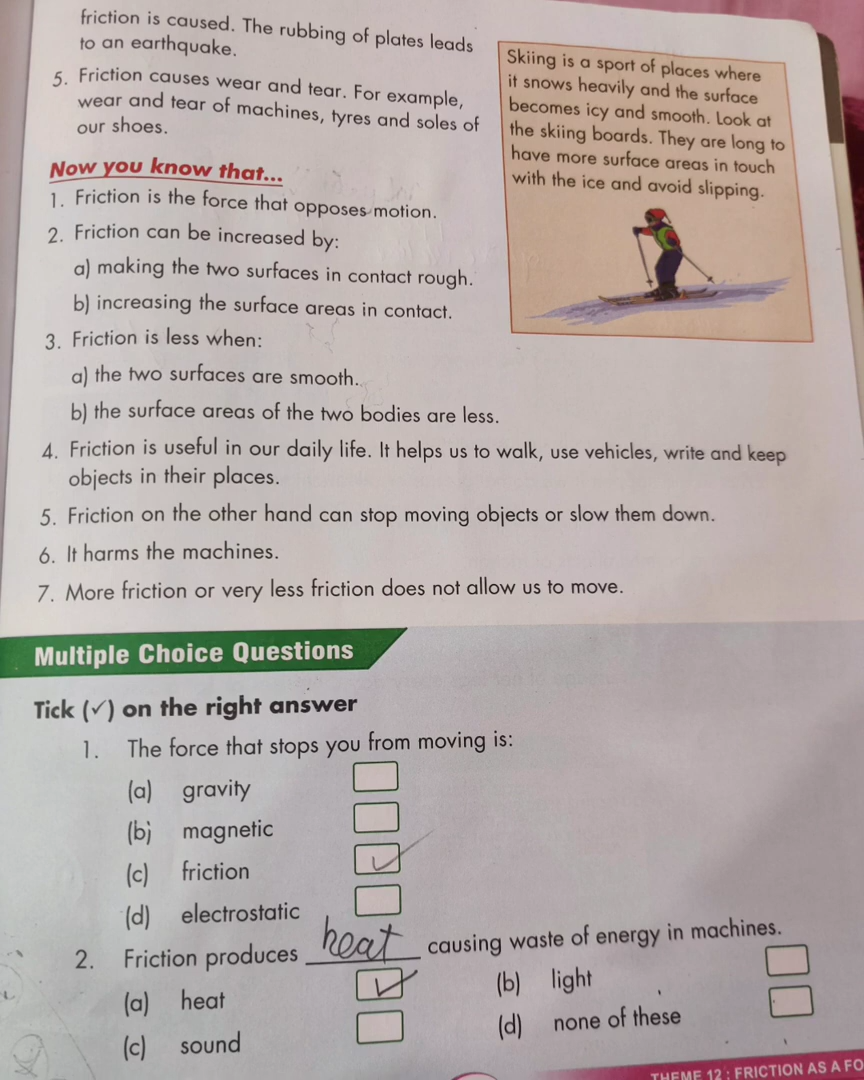 friction is caused. The rubbing of plates leads
to an earthquake.
5. Friction causes wear and tear. For example,
wear and tear of machines, tyres and soles of
our shoes.
Skiing is a sport of places where
it snows heavily and the surface
becomes icy and smooth. Look at
the skiing boards. They are long to
have more surface areas in touch
with the ice and avoid slipping.
Now you know that...
1. Friction is the force that opposes motion.
2. Friction can be increased by:
a) making the two surfaces in contact rough.
b) increasing the surface areas in contact.
3. Friction is less when:
a) the two surfaces are smooth.
b) the surface areas of the two bodies are less.
4. Friction is useful in our daily life. It helps us to walk, use vehicles, write and keep
objects in their places.
5. Friction on the other hand can stop moving objects or slow them down.
6. It harms the machines.
7. More friction or very less friction does not allow us to move.
Multiple Choice Questions
Tick (✓) on the right answer
1. The force that stops you from moving is:
(a) gravity
(b) magnetic
(c) friction ✓
(d) electrostatic
2. Friction produces heat causing waste of energy in machines.
(a) heat ✓ (b) light
(c) sound (d) none of these
THEME 12 : FRICTION AS A FO